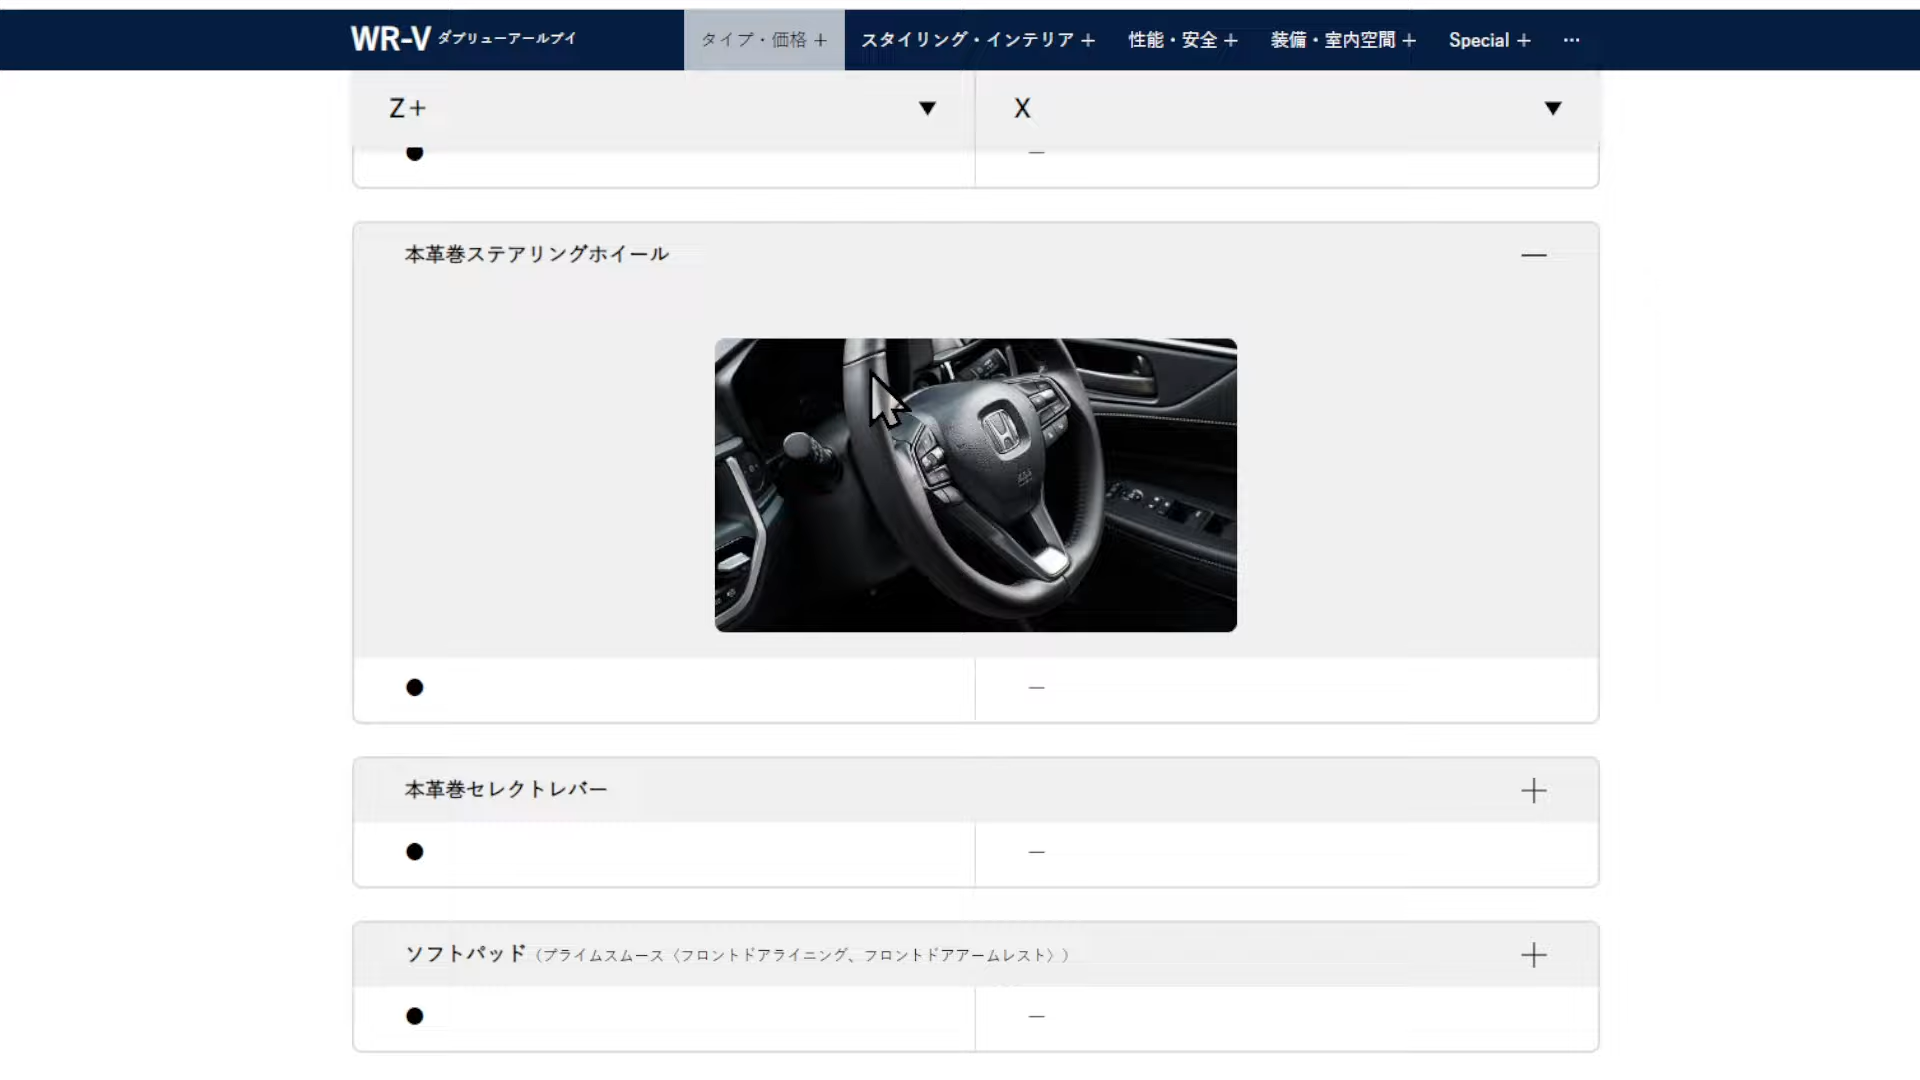 WR-V ダブリューアールブイ
タイプ・価格 +
スタイリング・インテリア +
性能・安全 +
装備・室内空間 +
Special +
...
Z+ ▼
X ▼
● –
本革巻ステアリングホイール —
● –
本革巻セレクトレバー +
● –
ソフトパッド（プライムスムース〈フロントドアライニング、フロントドアアームレスト〉） +
● –